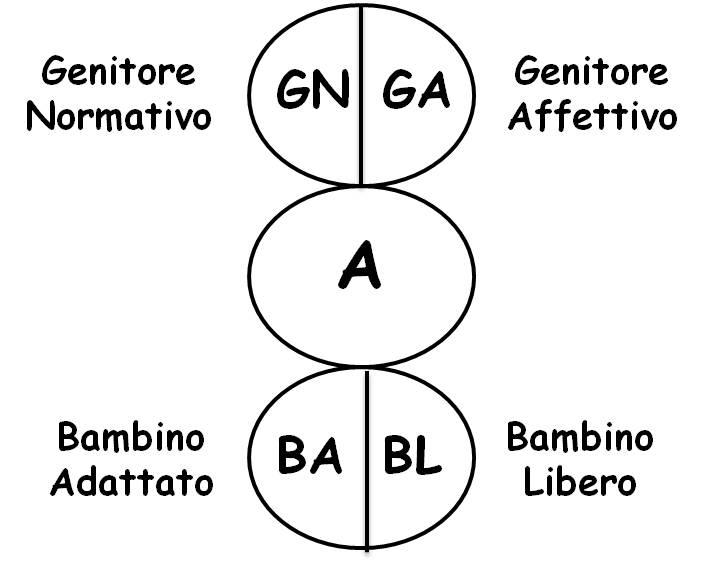 Genitore
Normativo
GN
GA
Genitore
Affettivo
A
Bambino
Adattato
BA
BL
Bambino
Libero